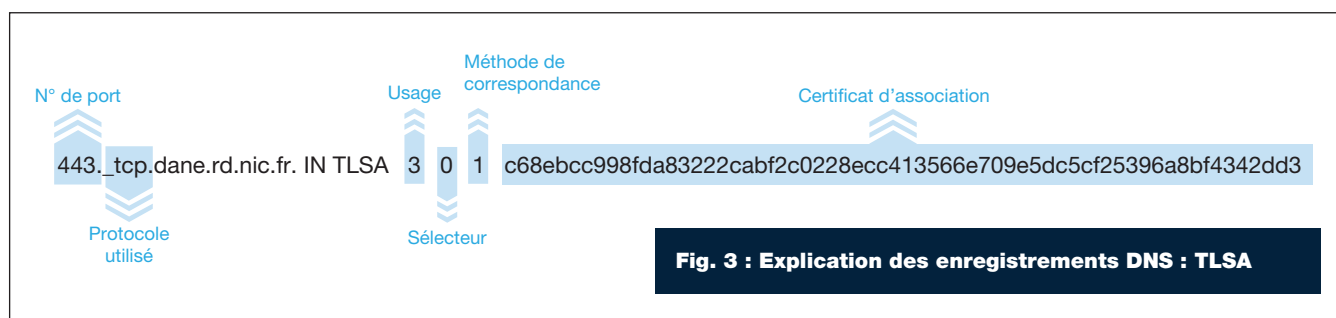 Méthode de
correspondance
N° de port
Usage
Certificat d'association
443._tcp.dane.rd.nic.fr. IN TLSA 3 0 1 c68ebcc998fda83222cabf2c0228ecc413566e709e5dc5cf25396a8bf4342dd3
Protocole
utilisé
Sélecteur
Fig. 3 : Explication des enregistrements DNS : TLSA